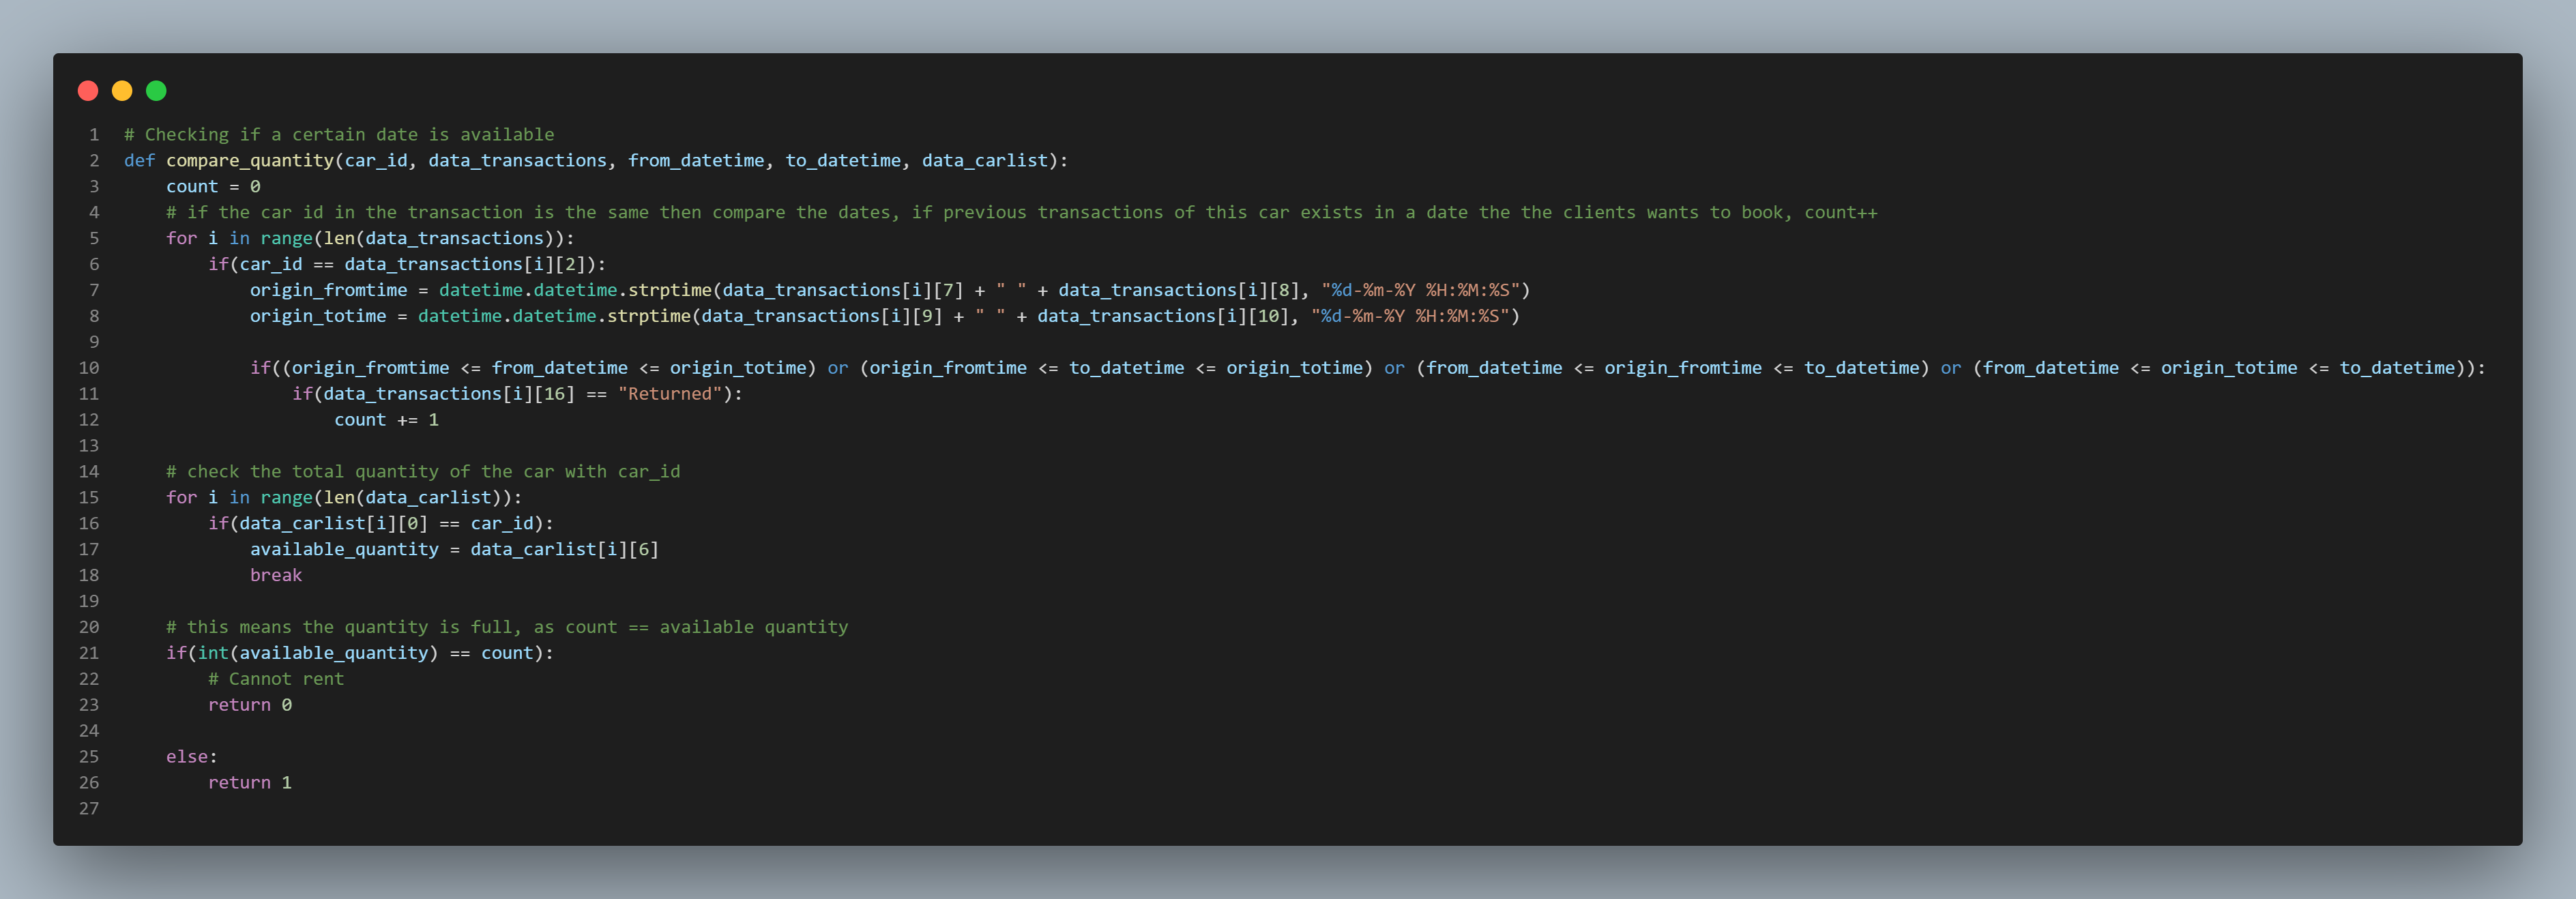 1 # Checking if a certain date is available
2 def compare_quantity(car_id, data_transactions, from_datetime, to_datetime, data_carlist):
3     count = 0
4     # if the car id in the transaction is the same then compare the dates, if previous transactions of this car exists in a date the the clients wants to book, count++
5     for i in range(len(data_transactions)):
6         if(car_id == data_transactions[i][2]):
7             origin_fromtime = datetime.datetime.strptime(data_transactions[i][7] + " " + data_transactions[i][8], "%d-%m-%Y %H:%M:%S")
8             origin_totime = datetime.datetime.strptime(data_transactions[i][9] + " " + data_transactions[i][10], "%d-%m-%Y %H:%M:%S")
9
10             if((origin_fromtime <= from_datetime <= origin_totime) or (origin_fromtime <= to_datetime <= origin_totime) or (from_datetime <= origin_fromtime <= to_datetime) or (from_datetime <= origin_totime <= to_datetime)):
11                 if(data_transactions[i][16] == "Returned"):
12                     count += 1
13
14     # check the total quantity of the car with car_id
15     for i in range(len(data_carlist)):
16         if(data_carlist[i][0] == car_id):
17             available_quantity = data_carlist[i][6]
18             break
19
20     # this means the quantity is full, as count == available quantity
21     if(int(available_quantity) == count):
22         # Cannot rent
23         return 0
24
25     else:
26         return 1
27